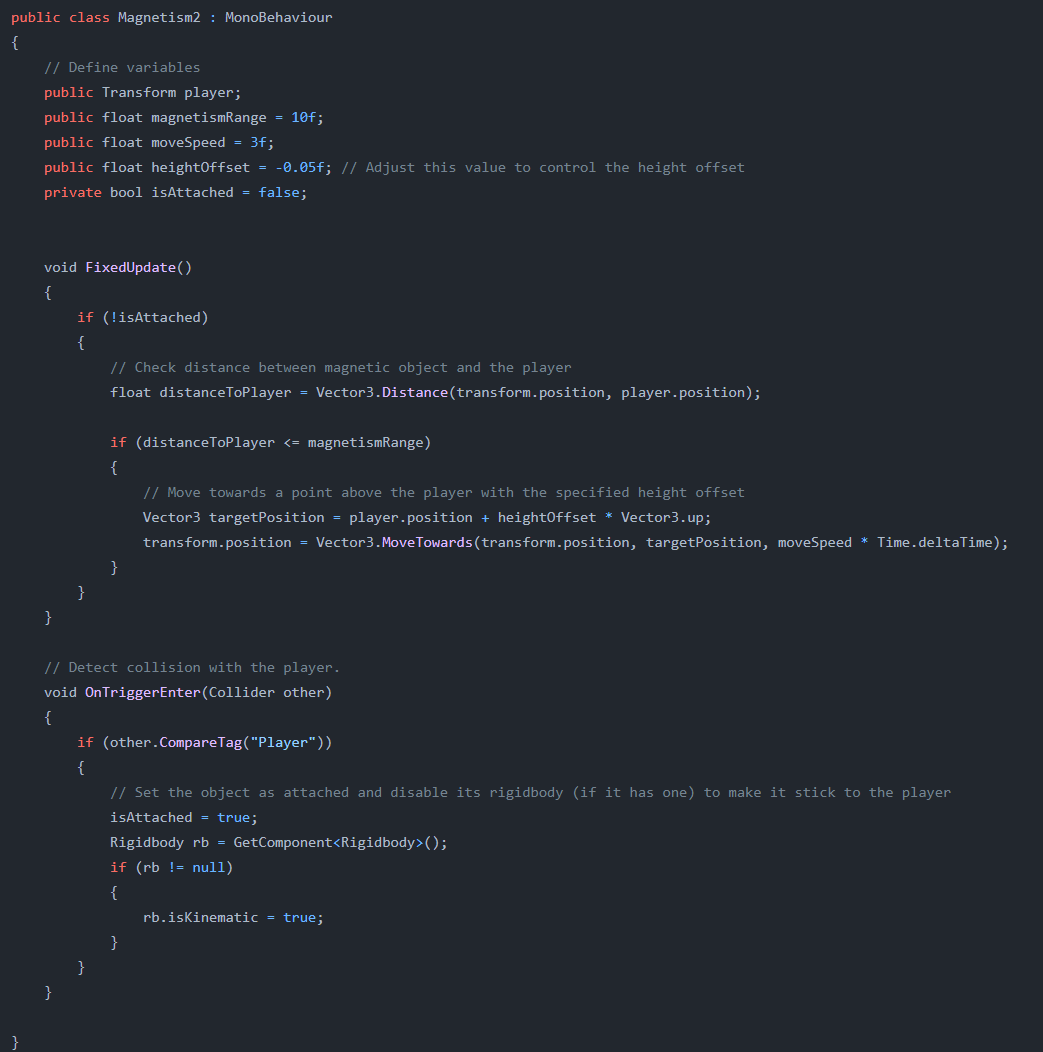 public class Magnetism2 : MonoBehaviour
{
    // Define variables
    public Transform player;
    public float magnetismRange = 10f;
    public float moveSpeed = 3f;
    public float heightOffset = -0.05f; // Adjust this value to control the height offset
    private bool isAttached = false;
    void FixedUpdate()
    {
        if (!isAttached)
        {
            // Check distance between magnetic object and the player
            float distanceToPlayer = Vector3.Distance(transform.position, player.position);
            if (distanceToPlayer <= magnetismRange)
            {
                // Move towards a point above the player with the specified height offset
                Vector3 targetPosition = player.position + heightOffset * Vector3.up;
                transform.position = Vector3.MoveTowards(transform.position, targetPosition, moveSpeed * Time.deltaTime);
            }
        }
    }
    // Detect collision with the player.
    void OnTriggerEnter(Collider other)
    {
        if (other.CompareTag("Player"))
        {
            // Set the object as attached and disable its rigidbody (if it has one) to make it stick to the player
            isAttached = true;
            Rigidbody rb = GetComponent<Rigidbody>();
            if (rb != null)
            {
                rb.isKinematic = true;
            }
        }
    }
}